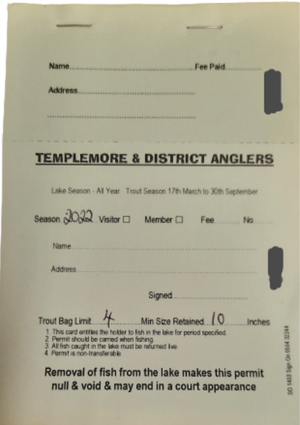 Name.............................. Fee Paid..............
Address..............................
..............................
TEMPLEMORE & DISTRICT ANGLERS
Lake Season - All Year Trout Season 17th March to 30th September
Season 2022 Visitor ☐ Member ☐ Fee No
Name..............................
Address..............................
Signed..............................
Trout Bag Limit 4 Min Size Retained 10 Inches
1 This card entitles the holder to fish in the lake for period specified.
2 Permit should be carried when fishing
3 All fish caught in the lake must be returned live
4 Permit is non-transferable
Removal of fish from the lake makes this permit
null & void & may end in a court appearance